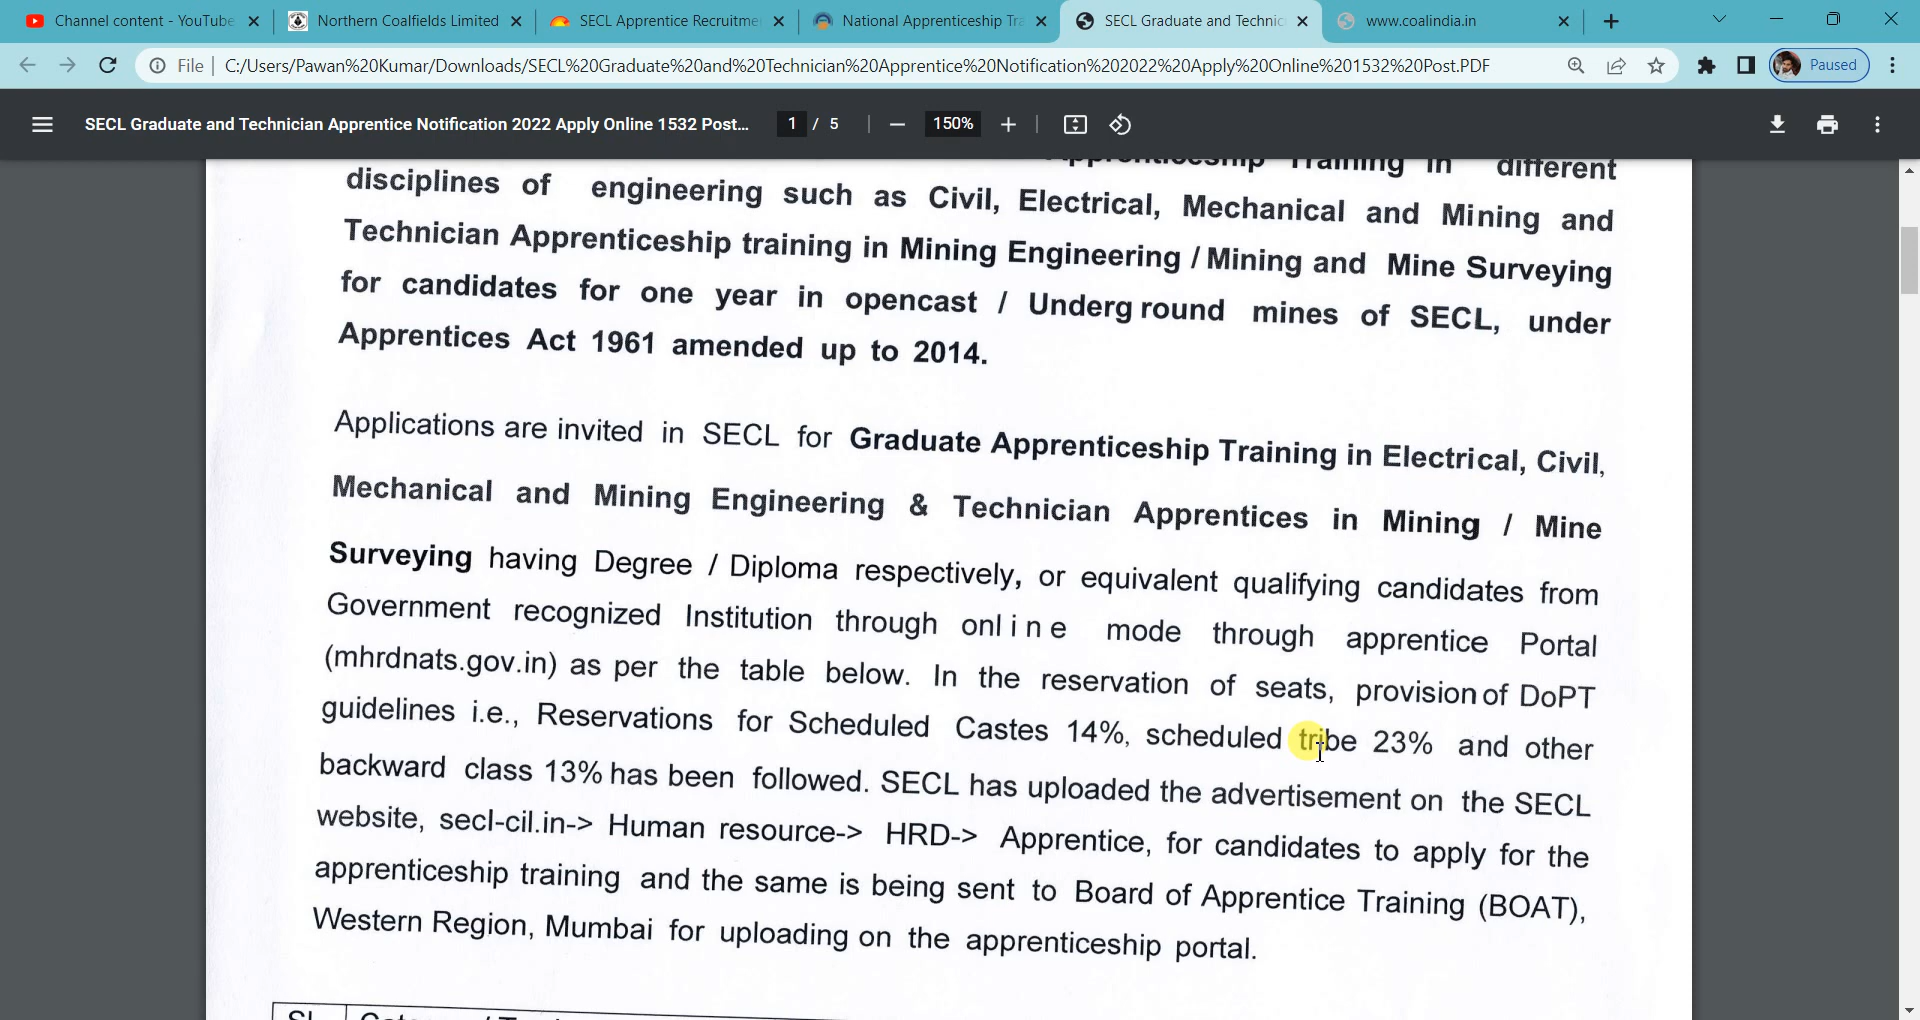 Channel content - YouTube
Northern Coalfields Limited
SECL Apprentice Recruitme
National Apprenticeship Tra
SECL Graduate and Technic
www.coalindia.in
File
C:/Users/Pawan%20Kumar/Downloads/SECL%20Graduate%20and%20Technician%20Apprentice%20Notification%202022%20Apply%20Online%201532%20Post.PDF
Paused
SECL Graduate and Technician Apprentice Notification 2022 Apply Online 1532 Post...
1 / 5
150%
Apprenticeship Training in different
disciplines of engineering such as Civil, Electrical, Mechanical and Mining and
Technician Apprenticeship training in Mining Engineering / Mining and Mine Surveying
for candidates for one year in opencast / Underg round mines of SECL, under
Apprentices Act 1961 amended up to 2014.
Applications are invited in SECL for Graduate Apprenticeship Training in Electrical, Civil,
Mechanical and Mining Engineering & Technician Apprentices in Mining / Mine
Surveying having Degree / Diploma respectively, or equivalent qualifying candidates from
Government recognized Institution through onl i n e mode through apprentice Portal
(mhrdnats.gov.in) as per the table below. In the reservation of seats, provision of DoPT
guidelines i.e., Reservations for Scheduled Castes 14%, scheduled tribe 23% and other
backward class 13% has been followed. SECL has uploaded the advertisement on the SECL
website, secl-cil.in-> Human resource-> HRD-> Apprentice, for candidates to apply for the
apprenticeship training and the same is being sent to Board of Apprentice Training (BOAT),
Western Region, Mumbai for uploading on the apprenticeship portal.